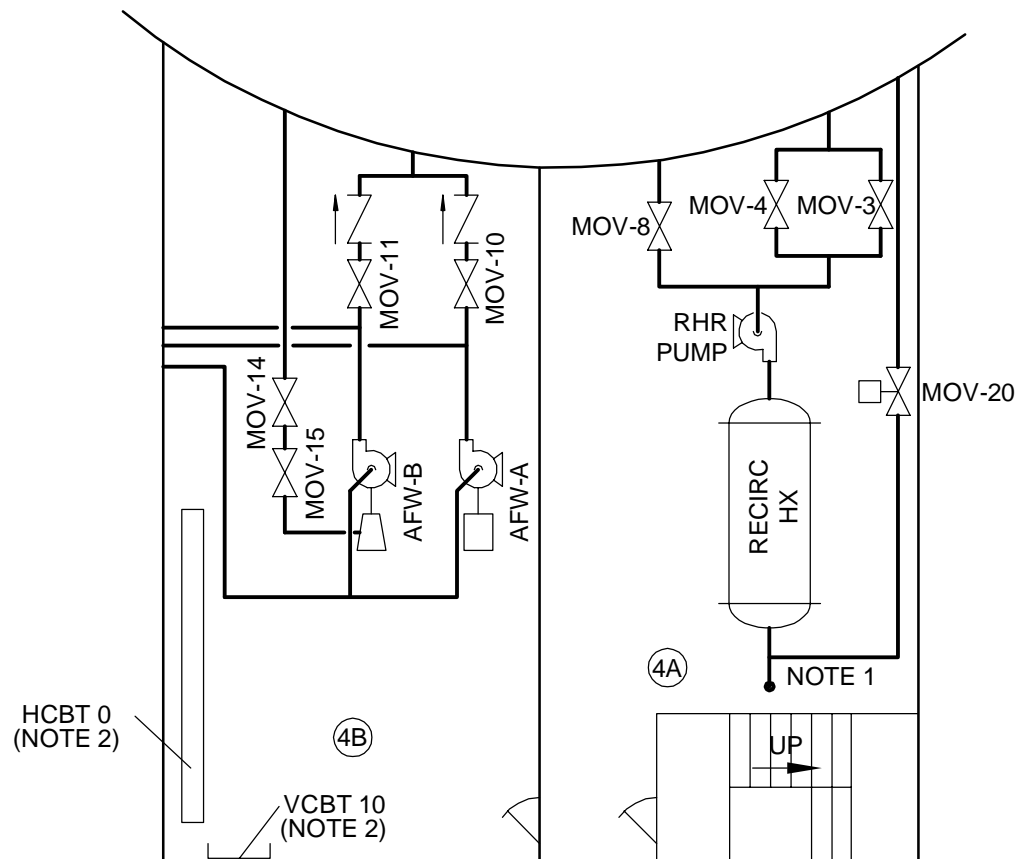 MOV-4
MOV-3
MOV-8
MOV-11
MOV-10
RHR
PUMP
MOV-14
MOV-15
MOV-20
AFW-B
AFW-A
RECIRC
HX
4A
NOTE 1
HCBT 0
(NOTE 2)
4B
UP
VCBT 10
(NOTE 2)